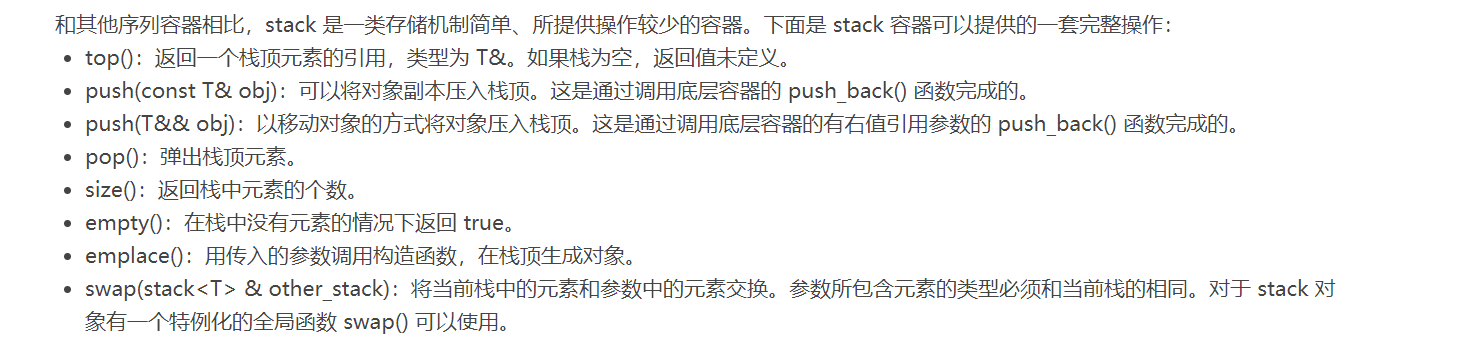 和其他序列容器相比，stack 是一类存储机制简单、所提供操作较少的容器。下面是 stack 容器可以提供的一套完整操作：
• top()：返回一个栈顶元素的引用，类型为 T&。如果栈为空，返回值未定义。
• push(const T& obj)：可以将对象副本压入栈顶。这是通过调用底层容器的 push_back() 函数完成的。
• push(T&& obj)：以移动对象的方式将对象压入栈顶。这是通过调用底层容器的有右值引用参数的 push_back() 函数完成的。
• pop()：弹出栈顶元素。
• size()：返回栈中元素的个数。
• empty()：在栈中没有元素的情况下返回 true。
• emplace()：用传入的参数调用构造函数，在栈顶生成对象。
• swap(stack<T> & other_stack)：将当前栈中的元素和参数中的元素交换。参数所包含元素的类型必须和当前栈的相同。对于 stack 对
象有一个特例化的全局函数 swap() 可以使用。